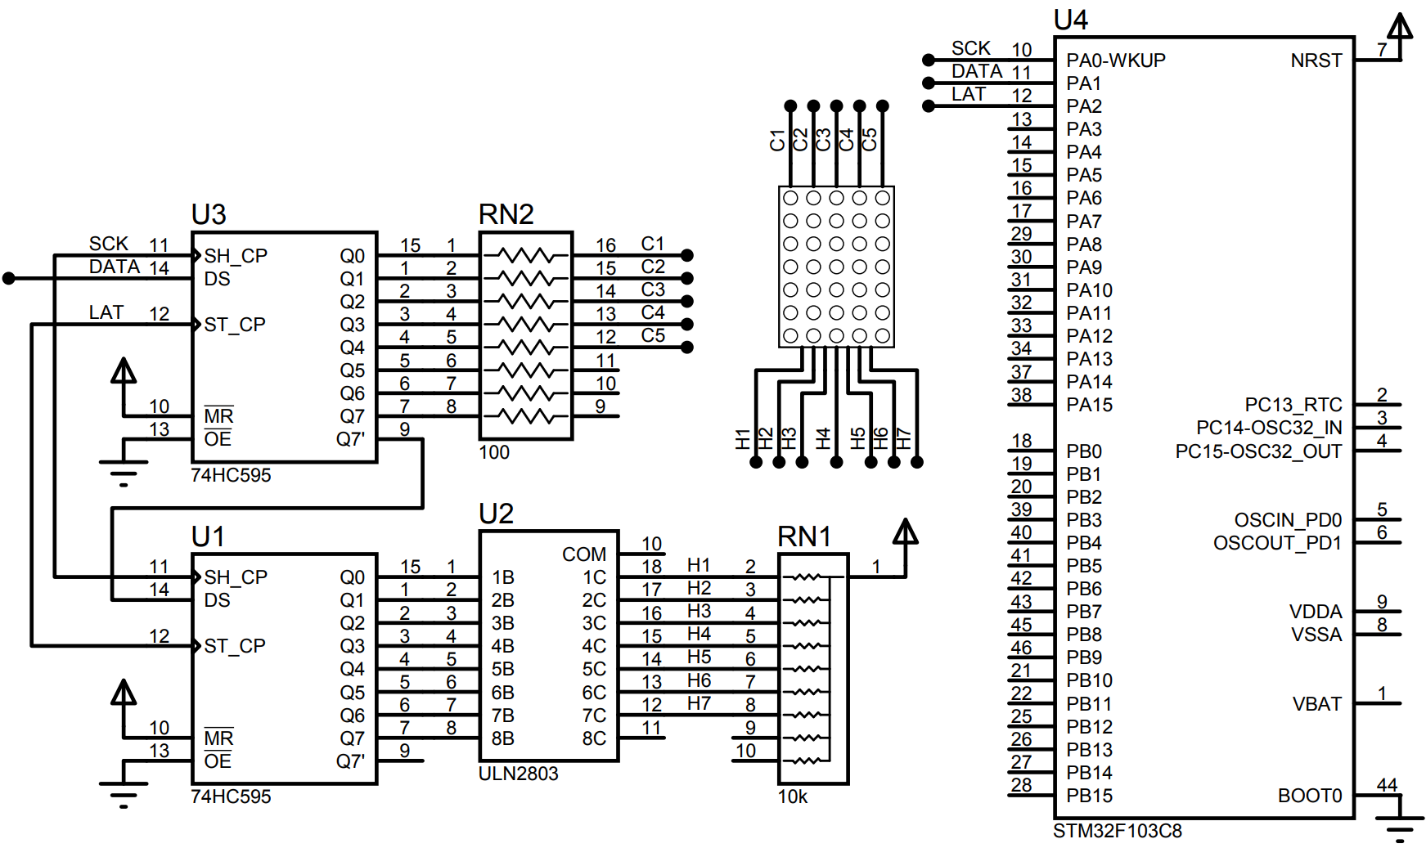 U3
SCK 11 SH_CP Q0 15 1 16 C1
DATA 14 DS Q1 1 2 15 C2
Q2 2 3 14 C3
LAT 12 ST_CP Q3 3 4 13 C4
Q4 4 5 12 C5
Q5 5 6 11
Q6 6 7 10
10 MR Q7 7 8 9
13 OE Q7' 9
74HC595
RN2
100
U1
11 SH_CP Q0 15 1
14 DS Q1 1 2
Q2 2 3
12 ST_CP Q3 3 4
Q4 4 5
Q5 5 6
Q6 6 7
10 MR Q7 7 8
13 OE Q7' 9
74HC595
U2
COM 10
1B 1C 18 H1 2
2B 2C 17 H2 3
3B 3C 16 H3 4
4B 4C 15 H4 5
5B 5C 14 H5 6
6B 6C 13 H6 7
7B 7C 12 H7 8
8B 8C 11 9
10
ULN2803
RN1
1
10k
C1 C2 C3 C4 C5
H1 H2 H3 H4 H5 H6 H7
U4
SCK 10 PA0-WKUP NRST 7
DATA 11 PA1
LAT 12 PA2
13 PA3
14 PA4
15 PA5
16 PA6
17 PA7
29 PA8
30 PA9
31 PA10
32 PA11
33 PA12
34 PA13
37 PA14
38 PA15 PC13_RTC 2
PC14-OSC32_IN 3
18 PB0 PC15-OSC32_OUT 4
19 PB1
20 PB2
39 PB3 OSCIN_PD0 5
40 PB4 OSCOUT_PD1 6
41 PB5
42 PB6
43 PB7 VDDA 9
45 PB8 VSSA 8
46 PB9
21 PB10
22 PB11 VBAT 1
25 PB12
26 PB13
27 PB14
28 PB15 BOOT0 44
STM32F103C8